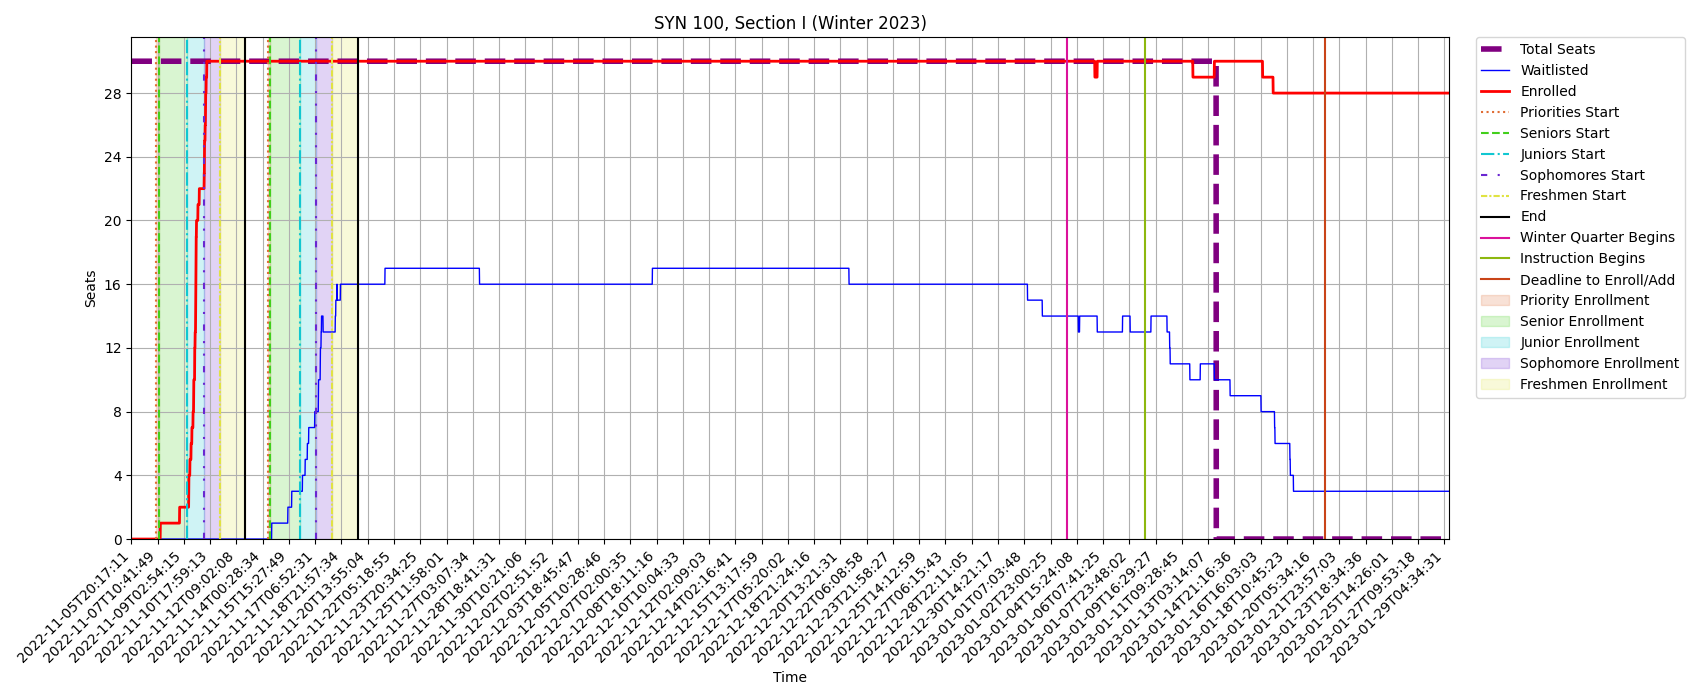 SYN 100, Section I (Winter 2023)
Seats
28
24
20
16
12
8
4
0
2022-11-05T20:17:11
2022-11-07T10:41:49
2022-11-09T02:54:15
2022-11-10T17:59:13
2022-11-12T09:02:08
2022-11-14T00:28:34
2022-11-15T15:27:49
2022-11-17T06:52:31
2022-11-18T21:57:34
2022-11-20T13:55:04
2022-11-22T05:18:55
2022-11-23T20:34:25
2022-11-25T11:58:01
2022-11-27T03:07:34
2022-11-28T18:41:31
2022-11-30T10:21:06
2022-12-02T02:51:52
2022-12-03T18:45:47
2022-12-05T10:28:46
2022-12-07T02:00:35
2022-12-08T18:11:16
2022-12-10T10:04:33
2022-12-12T02:09:03
2022-12-14T02:16:41
2022-12-15T13:17:59
2022-12-17T05:20:02
2022-12-18T21:24:16
2022-12-20T13:21:31
2022-12-22T06:08:58
2022-12-23T21:58:27
2022-12-25T14:12:59
2022-12-27T06:15:43
2022-12-28T22:11:05
2022-12-30T14:21:17
2023-01-01T07:03:48
2023-01-02T23:00:25
2023-01-04T15:24:08
2023-01-06T07:41:25
2023-01-07T23:48:02
2023-01-09T16:29:27
2023-01-11T09:28:45
2023-01-13T03:14:07
2023-01-14T21:16:36
2023-01-16T16:03:03
2023-01-18T10:45:23
2023-01-20T05:34:16
2023-01-21T23:57:03
2023-01-23T18:34:36
2023-01-25T14:26:01
2023-01-27T09:53:18
2023-01-29T04:34:31
Time
Total Seats
Waitlisted
Enrolled
Priorities Start
Seniors Start
Juniors Start
Sophomores Start
Freshmen Start
End
Winter Quarter Begins
Instruction Begins
Deadline to Enroll/Add
Priority Enrollment
Senior Enrollment
Junior Enrollment
Sophomore Enrollment
Freshmen Enrollment